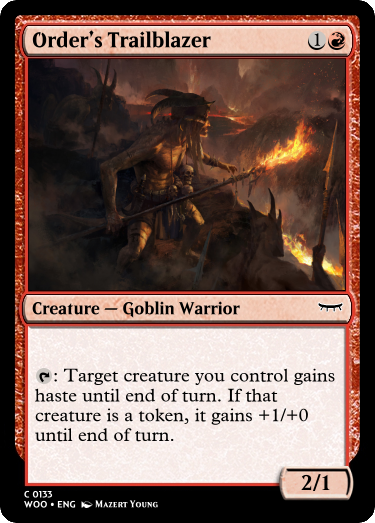 Order's Trailblazer 1
Creature — Goblin Warrior
: Target creature you control gains
haste until end of turn. If that
creature is a token, it gains +1/+0
until end of turn.
2/1
C 0133
WOO • ENG Mazert Young